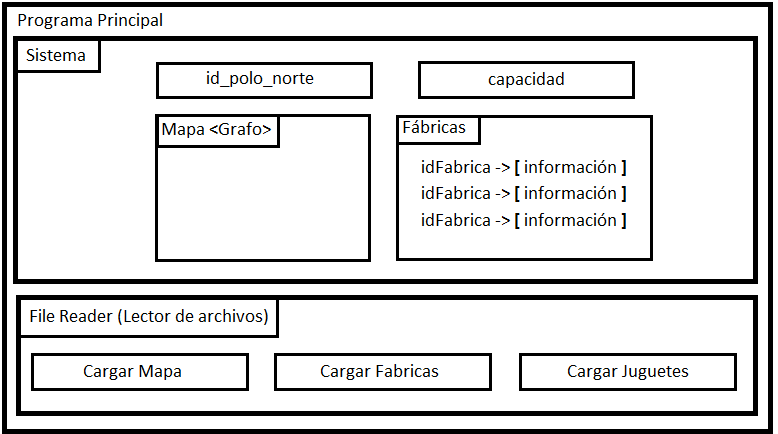 Programa Principal
Sistema
id_polo_norte
capacidad
Mapa <Grafo>
Fábricas
idFabrica -> [ información ]
idFabrica -> [ información ]
idFabrica -> [ información ]
File Reader (Lector de archivos)
Cargar Mapa
Cargar Fabricas
Cargar Juguetes